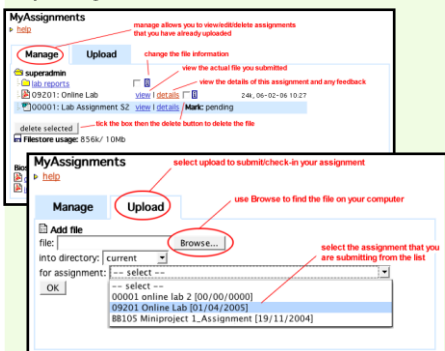 MyAssignments
help
manage allows you to view/edit/delete assignments
that you have already uploaded
Manage Upload
change the file information
view the actual file you submitted
superadmin
view the details of this assignment and any feedback
lab reports
09201: Online Lab view | details 24k, 06-02-06 10:27
00001: Lab Assignment S2 view | details Mark: pending
delete selected
tick the box then the delete button to delete the file
Filestore usage: 856k/ 10Mb
MyAssignments
help
select upload to submit/check-in your assignment
Manage Upload
use Browse to find the file on your computer
Add file
file: Browse...
into directory: current
select the assignment that you
are submitting from the list
for assignment: -- select --
OK
-- select --
00001 online lab 2 [00/00/0000]
09201 Online Lab [01/04/2005]
BB105 Miniproject 1_Assignment [19/11/2004]